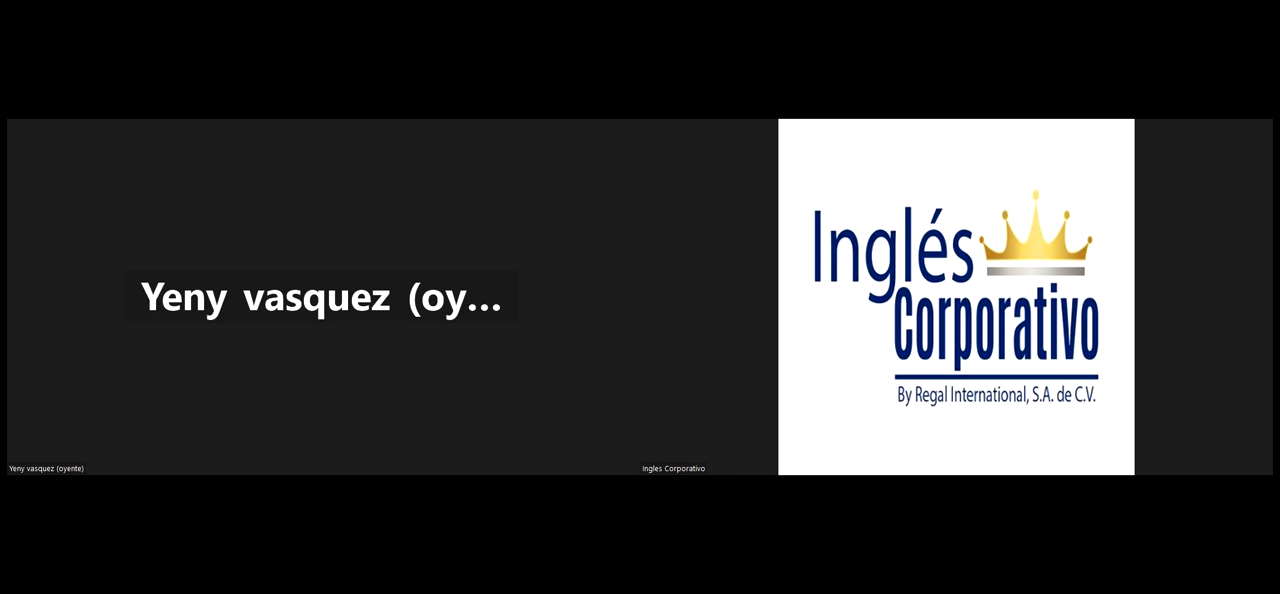 Yeny vasquez (oy...
Yeny vasquez (oyente)
Inglés
Corporativo
By Regal International, S.A. de C.V.
Ingles Corporativo